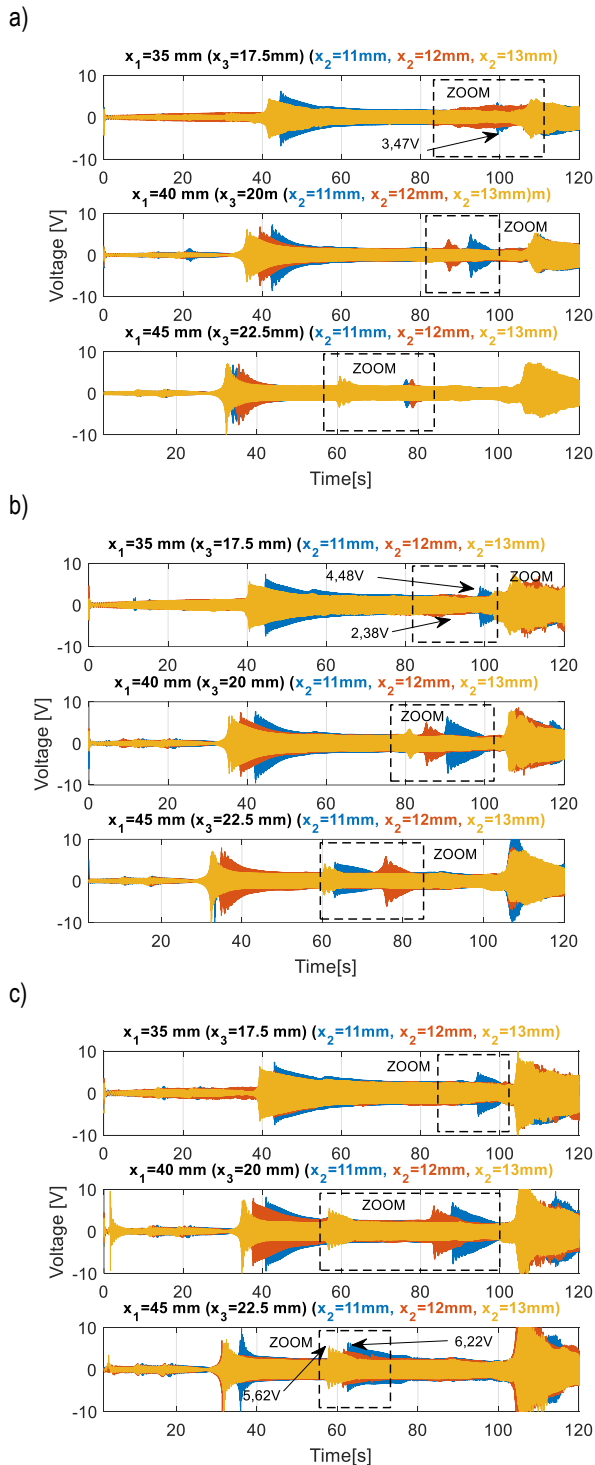 a)
x1=35 mm (x3=17.5mm) (x2=11mm, x2=12mm, x2=13mm)
10
0
-10
ZOOM
3,47V
20 40 60 80 100 120
x1=40 mm (x3=20m (x2=11mm, x2=12mm, x2=13mm)m)
10
0
-10
ZOOM
20 40 60 80 100 120
Voltage [V]
x1=45 mm (x3=22.5mm) (x2=11mm, x2=12mm, x2=13mm)
10
0
-10
ZOOM
20 40 60 80 100 120
Time[s]
b)
x1=35 mm (x3=17.5 mm) (x2=11mm, x2=12mm, x2=13mm)
10
0
-10
4,48V
ZOOM
2,38V
0 20 40 60 80 100 120
x1=40 mm (x3=20 mm) (x2=11mm, x2=12mm, x2=13mm)
10
0
-10
ZOOM
0 20 40 60 80 100 120
Voltage [V]
x1=45 mm (x3=22.5 mm) (x2=11mm, x2=12mm, x2=13mm)
10
0
-10
ZOOM
0 20 40 60 80 100 120
Time[s]
c)
x1=35 mm (x3=17.5 mm) (x2=11mm, x2=12mm, x2=13mm)
10
0
-10
ZOOM
20 40 60 80 100 120
x1=40 mm (x3=20 mm) (x2=11mm, x2=12mm, x2=13mm)
10
0
-10
ZOOM
20 40 60 80 100 120
Voltage [V]
x1=45 mm (x3=22.5 mm) (x2=11mm, x2=12mm, x2=13mm)
10
0
-10
ZOOM
6,22V
5,62V
20 40 60 80 100 120
Time[s]